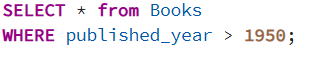 SELECT * from Books
WHERE published_year > 1950;